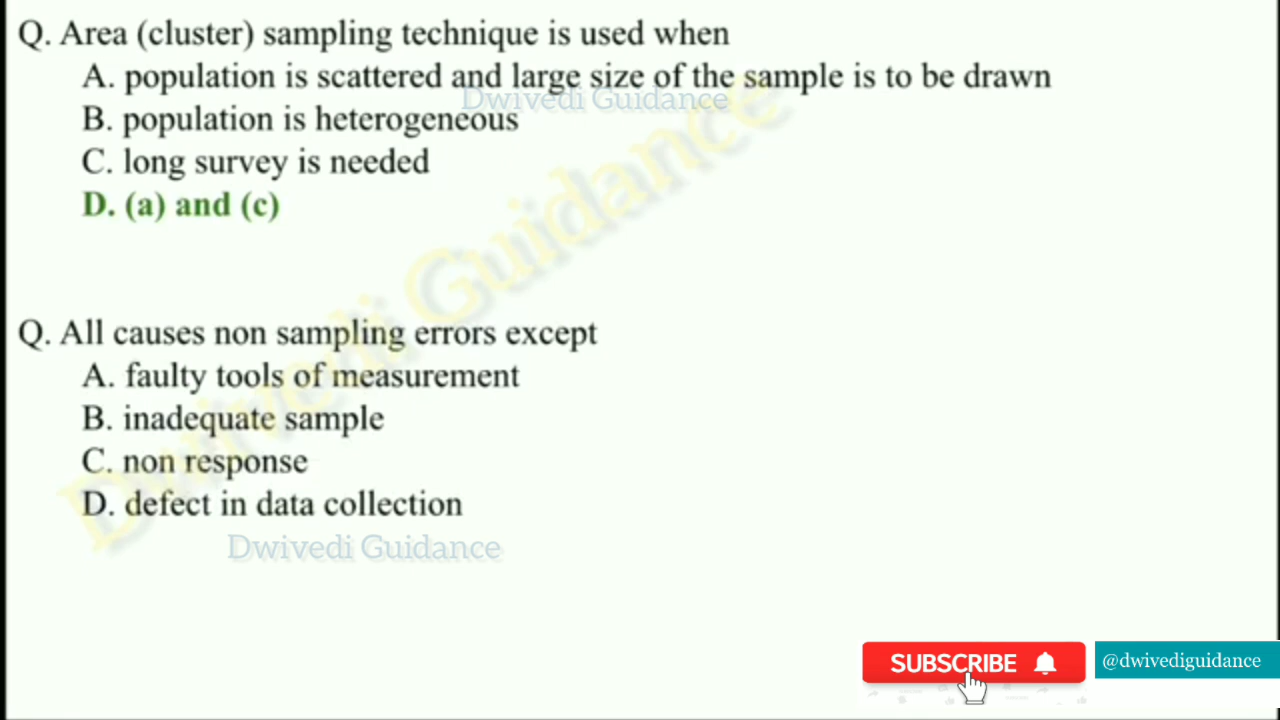 Q. Area (cluster) sampling technique is used when
A. population is scattered and large size of the sample is to be drawn
Dwivedi Guidance
B. population is heterogeneous
C. long survey is needed
D. (a) and (c)
Dwivedi Guidance
Q. All causes non sampling errors except
A. faulty tools of measurement
B. inadequate sample
C. non response
D. defect in data collection
Dwivedi Guidance
SUBSCRIBE
@dwivediguidance